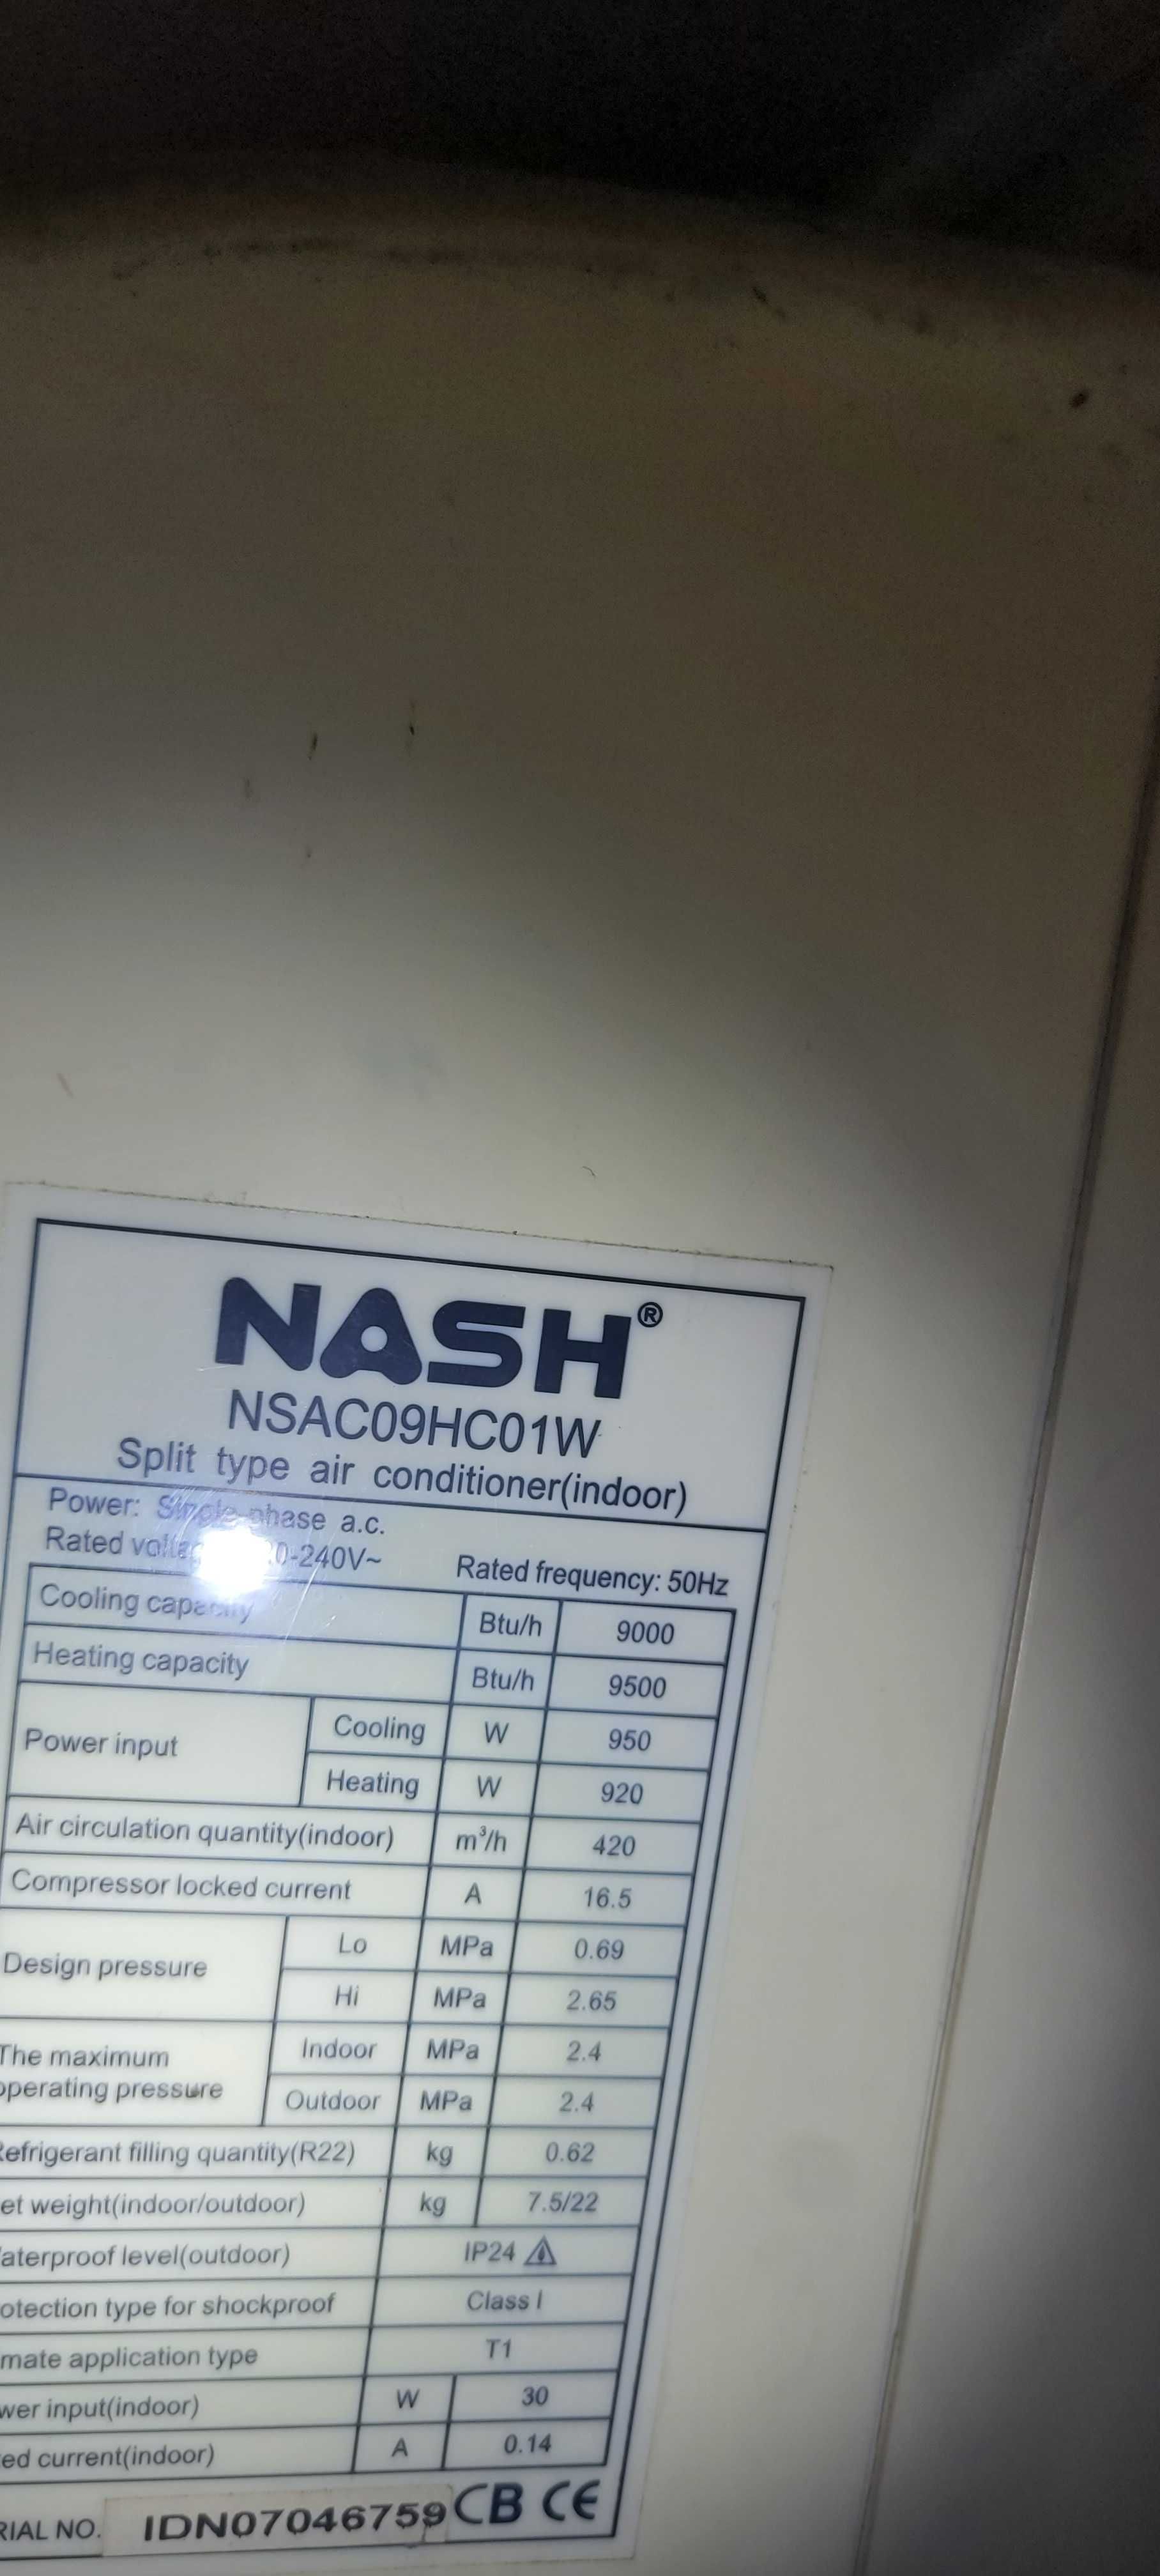 NASH®
NSAC09HC01W
Split type air conditioner(indoor)
Power: Single phase a.c.
Rated 0-240V~ Rated frequency: 50Hz
Cooling capacity Btu/h 9000
Heating capacity Btu/h 9500
Power input Cooling W 950
Heating W 920
Air circulation quantity(indoor) m³/h 420
Compressor locked current A 16.5
Design pressure Lo MPa 0.69
Hi MPa 2.65
The maximum operating pressure Indoor MPa 2.4
Outdoor MPa 2.4
efrigerant filling quantity(R22) kg 0.62
et weight(indoor/outdoor) kg 7.5/22
aterproof level(outdoor) IP24
otection type for shockproof Class I
mate application type T1
wer input(indoor) W 30
ed current(indoor) A 0.14
RIAL NO. IDN07046759 CB CE